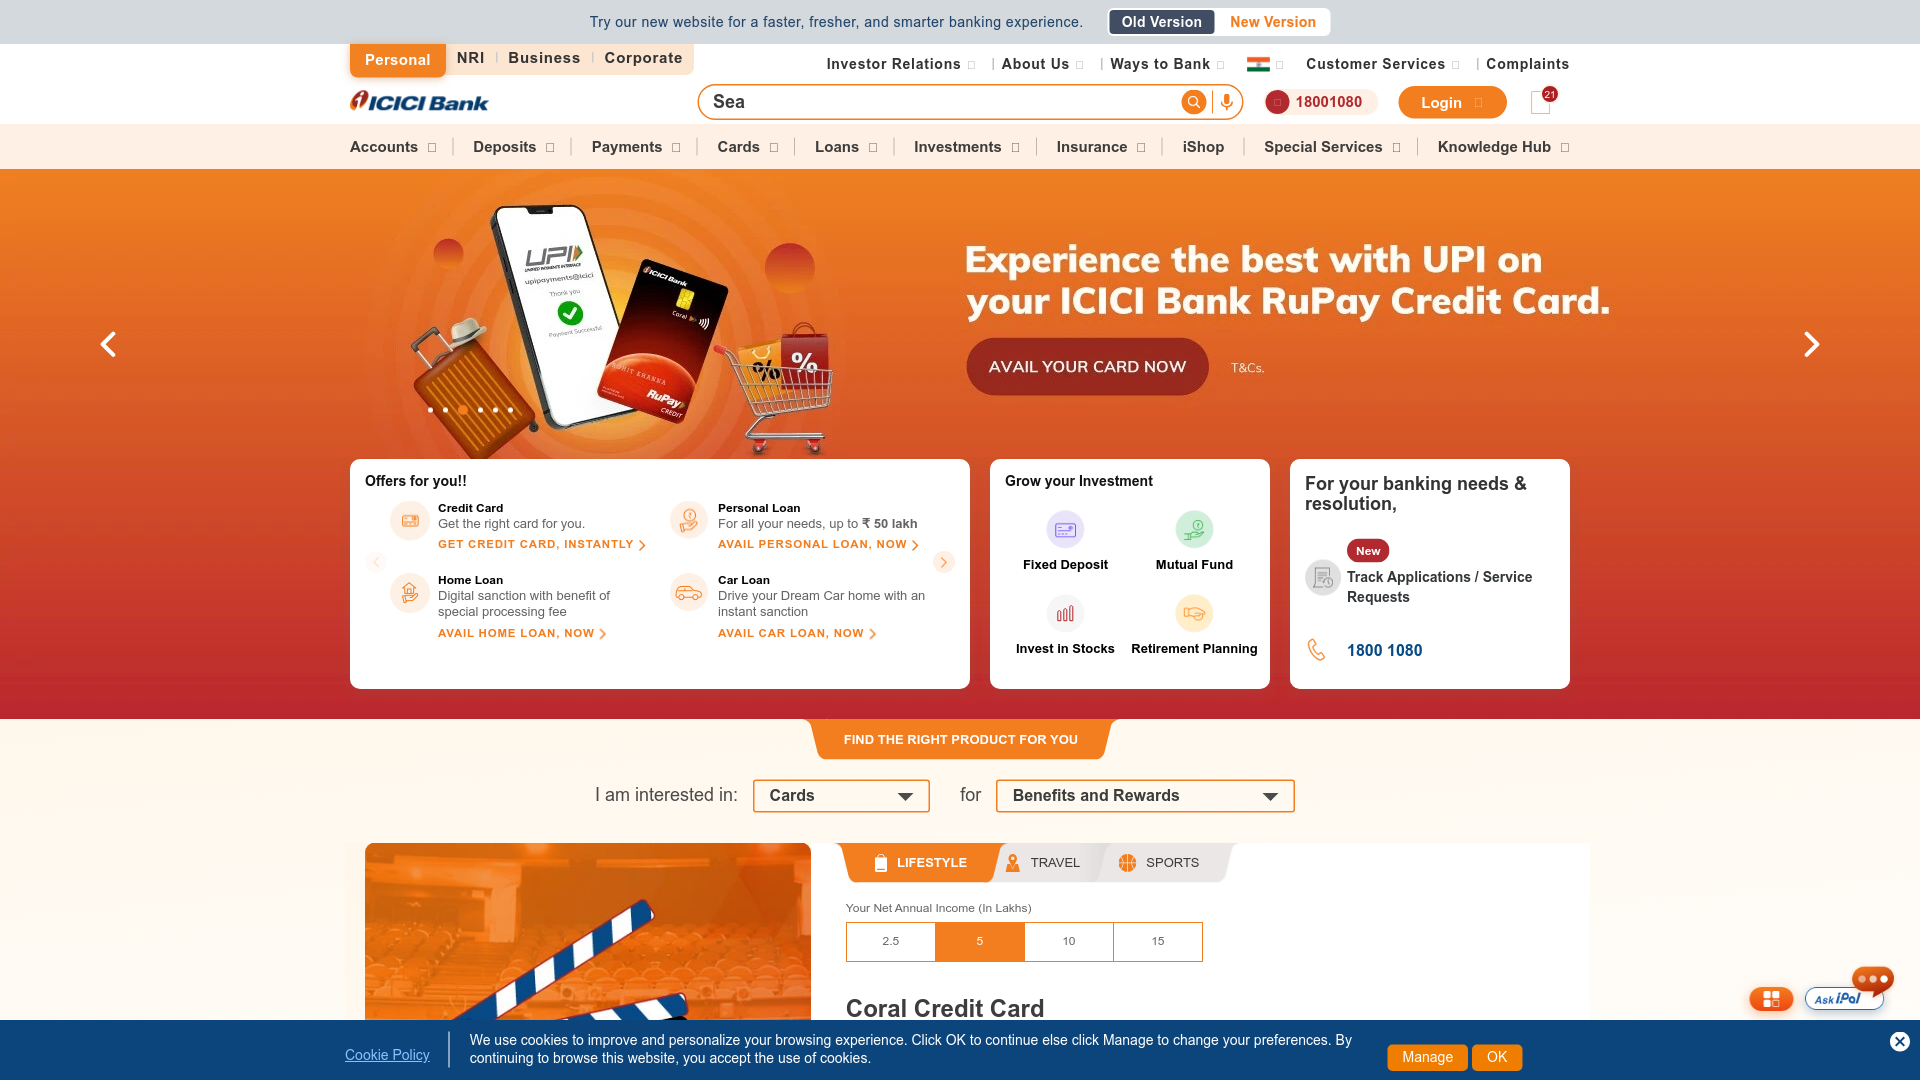 Try our new website for a faster, fresher, and smarter banking experience.
Old Version
New Version
Personal
NRI
Business
Corporate
Investor Relations
About Us
Ways to Bank
Customer Services
Complaints
ICICI Bank
Sea
18001080
Login
21
Accounts
Deposits
Payments
Cards
Loans
Investments
Insurance
iShop
Special Services
Knowledge Hub
UPI
UNIFIED PAYMENTS INTERFACE
upipayments@icici
Thank you
Payment Successful
ICICI Bank
Coral
ROHIT KHANNA
RuPay
CREDIT
%
%
Experience the best with UPI on
your ICICI Bank RuPay Credit Card.
AVAIL YOUR CARD NOW
T&Cs.
Offers for you!!
Credit Card
Get the right card for you.
GET CREDIT CARD, INSTANTLY
Personal Loan
For all your needs, up to ₹ 50 lakh
AVAIL PERSONAL LOAN, NOW
Home Loan
Digital sanction with benefit of
special processing fee
AVAIL HOME LOAN, NOW
Car Loan
Drive your Dream Car home with an
instant sanction
AVAIL CAR LOAN, NOW
Grow your Investment
Fixed Deposit
Mutual Fund
Invest in Stocks
Retirement Planning
For your banking needs &
resolution,
New
Track Applications / Service
Requests
1800 1080
FIND THE RIGHT PRODUCT FOR YOU
I am interested in:
Cards
for
Benefits and Rewards
LIFESTYLE
TRAVEL
SPORTS
Your Net Annual Income (In Lakhs)
2.5
5
10
15
Coral Credit Card
Ask iPal
Cookie Policy
We use cookies to improve and personalize your browsing experience. Click OK to continue else click Manage to change your preferences. By
continuing to browse this website, you accept the use of cookies.
Manage
OK